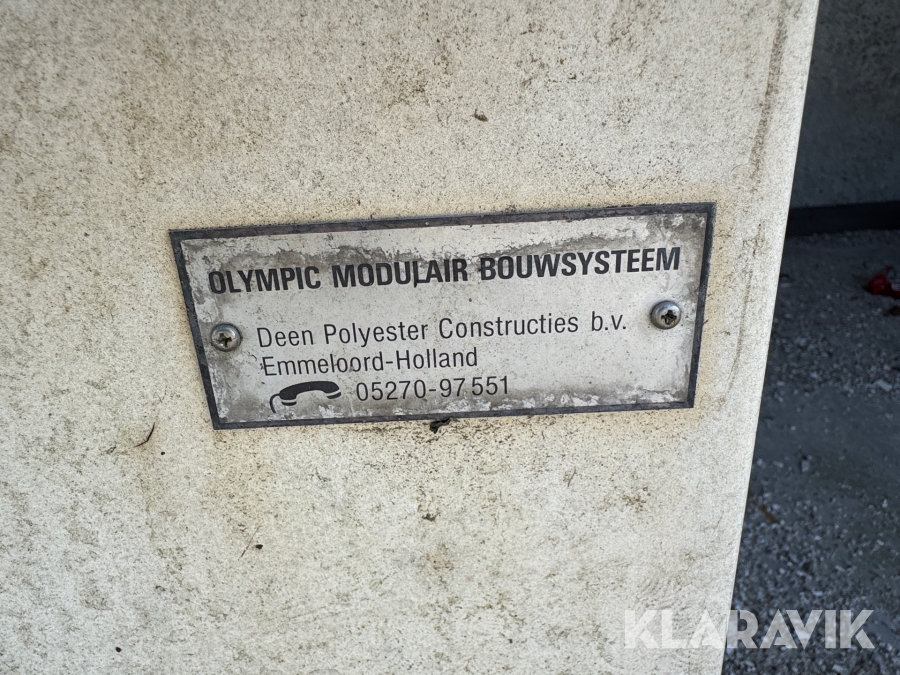 OLYMPIC MODULAIR BOUWSYSTEEM
Deen Polyester Constructies b.v.
Emmeloord-Holland
05270-97551
KLARAVIK